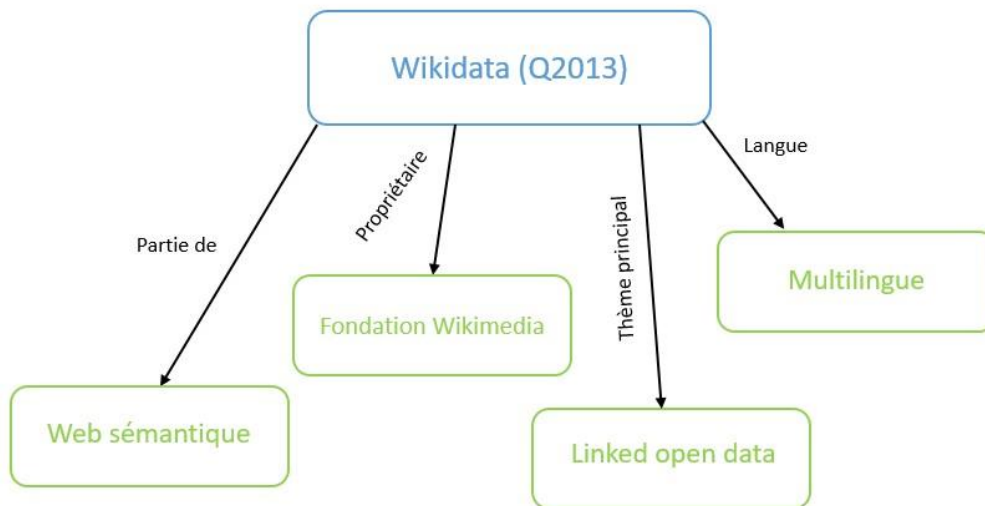 Wikidata (Q2013)
Langue
Propriétaire
Partie de
Thème principal
Multilingue
Fondation Wikimedia
Web sémantique
Linked open data